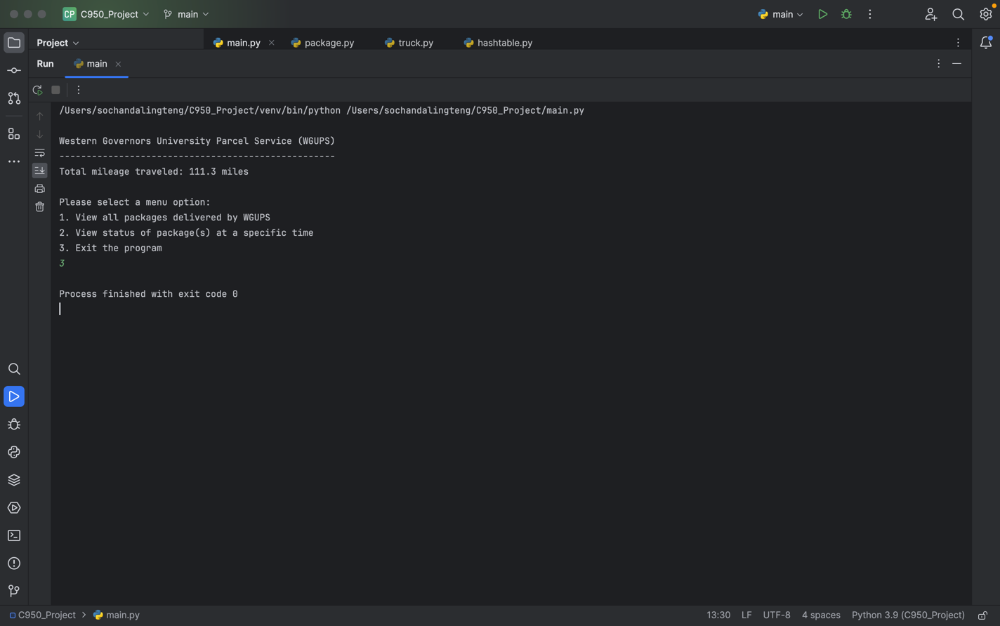 CP C950_Project main main
Project main.py package.py truck.py hashtable.py
Run main
/Users/sochandalingteng/C950_Project/venv/bin/python /Users/sochandalingteng/C950_Project/main.py
Western Governors University Parcel Service (WGUPS)
---------------------------------------------------
Total mileage traveled: 111.3 miles
Please select a menu option:
1. View all packages delivered by WGUPS
2. View status of package(s) at a specific time
3. Exit the program
3
Process finished with exit code 0
C950_Project > main.py 13:30 LF UTF-8 4 spaces Python 3.9 (C950_Project)